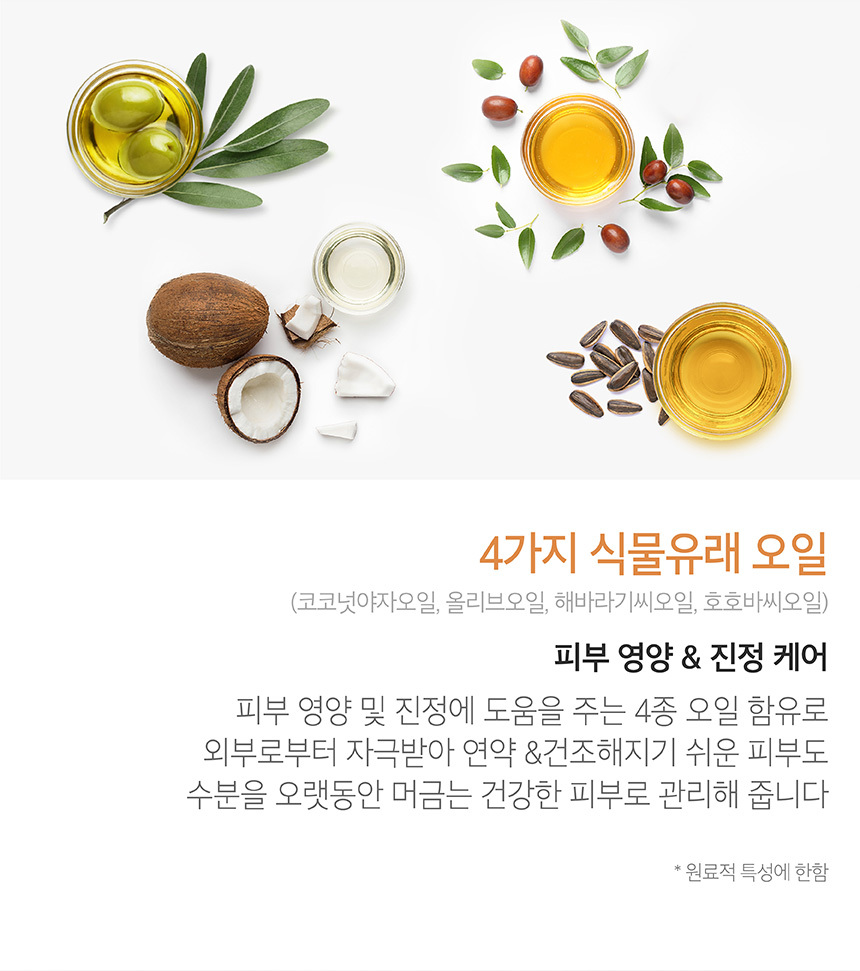 4가지 식물유래 오일
(코코넛야자오일, 올리브오일, 해바라기씨오일, 호호바씨오일)
피부 영양 & 진정 케어
피부 영양 및 진정에 도움을 주는 4종 오일 함유로
외부로부터 자극받아 연약 &건조해지기 쉬운 피부도
수분을 오랫동안 머금는 건강한 피부로 관리해 줍니다
* 원료적 특성에 한함